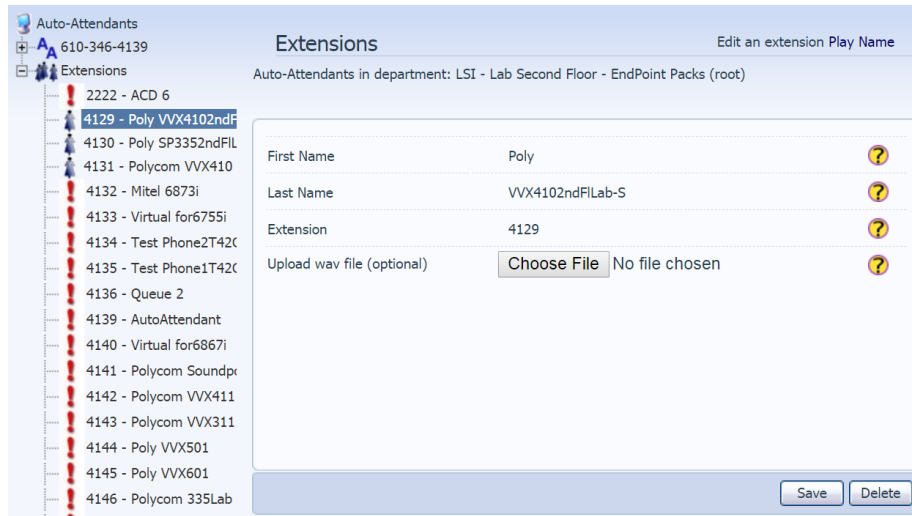 Auto-Attendants
610-346-4139
Extensions
2222 - ACD 6
4129 - Poly VVX4102ndF
4130 - Poly SP3352ndFlL
4131 - Polycom VVX410
4132 - Mitel 6873i
4133 - Virtual for6755i
4134 - Test Phone2T42(
4135 - Test Phone1T42(
4136 - Queue 2
4139 - AutoAttendant
4140 - Virtual for6867i
4141 - Polycom Soundp
4142 - Polycom VVX411
4143 - Polycom VVX311
4144 - Poly VVX501
4145 - Poly VVX601
4146 - Polycom 335Lab
Extensions
Edit an extension Play Name
Auto-Attendants in department: LSI - Lab Second Floor - EndPoint Packs (root)
First Name Poly ?
Last Name VVX4102ndFlLab-S ?
Extension 4129 ?
Upload wav file (optional) Choose File No file chosen ?
Save Delete